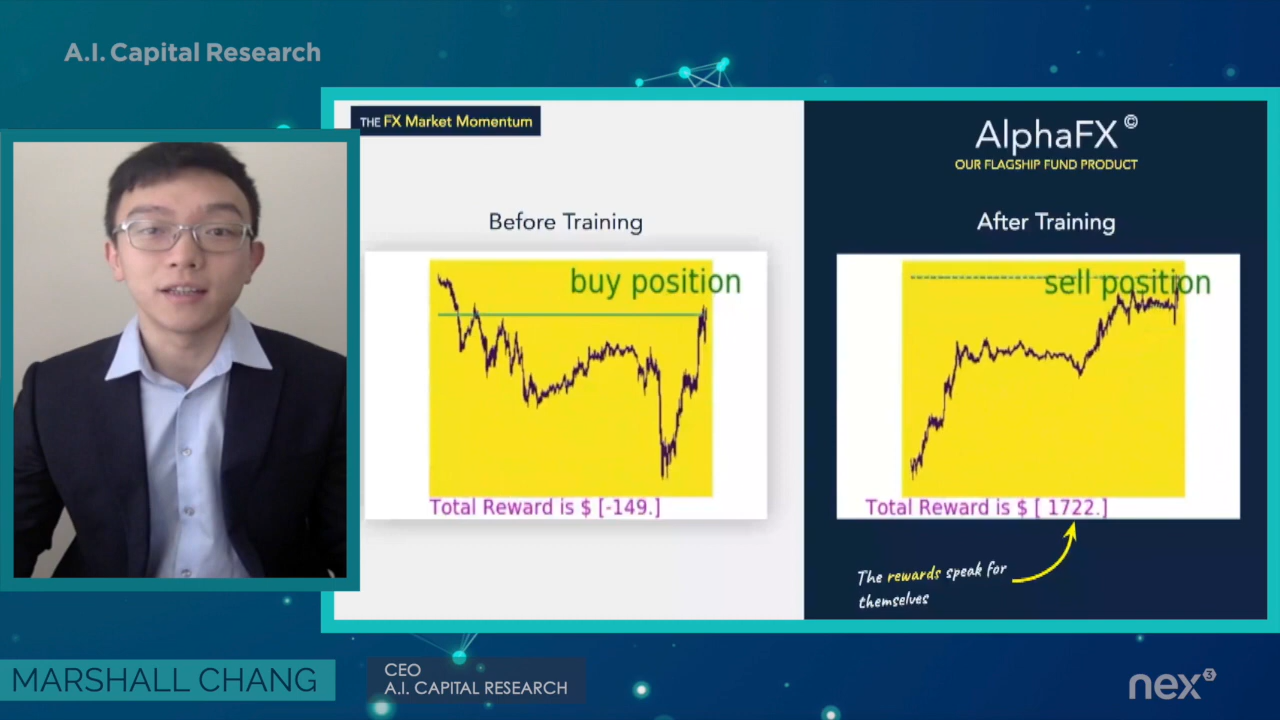 A.I. Capital Research
THE FX Market Momentum
AlphaFX ©
OUR FLAGSHIP FUND PRODUCT
Before Training
After Training
buy position
sell position
Total Reward is $ [-149.]
Total Reward is $ [ 1722.]
The rewards speak for
themselves
MARSHALL CHANG
CEO
A.I. CAPITAL RESEARCH
nex3